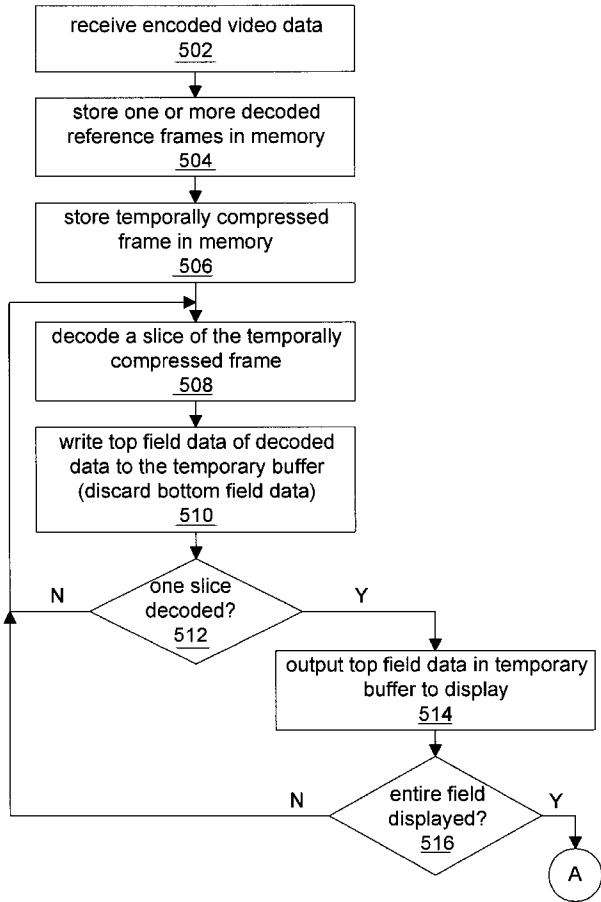 receive encoded video data
502
store one or more decoded
reference frames in memory
504
store temporally compressed
frame in memory
506
decode a slice of the temporally
compressed frame
508
write top field data of decoded
data to the temporary buffer
(discard bottom field data)
510
N
one slice
decoded?
512
Y
output top field data in temporary
buffer to display
514
N
entire field
displayed?
516
Y
A